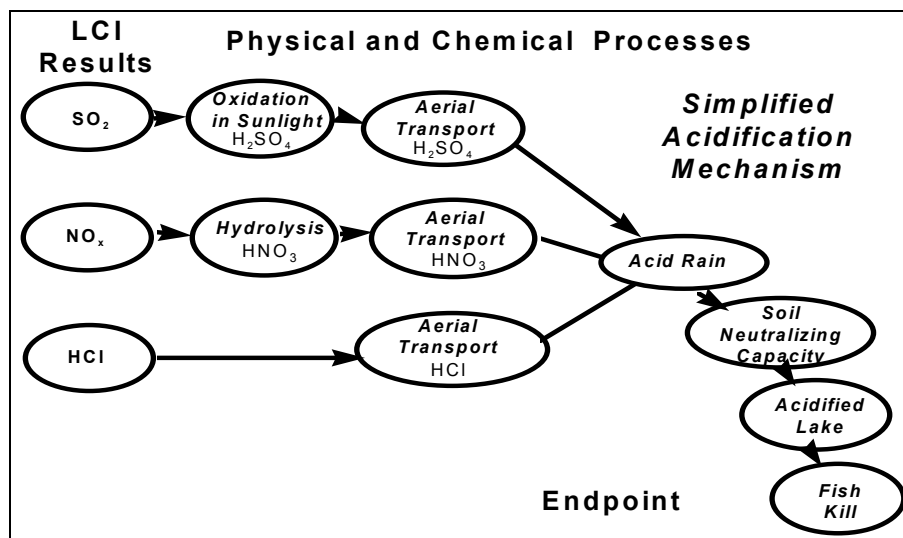 LCI
Results
Physical and Chemical Processes
Simplified
Acidification
Mechanism
SO₂
Oxidation
in Sunlight
H₂SO₄
Aerial
Transport
H₂SO₄
NOₓ
Hydrolysis
HNO₃
Aerial
Transport
HNO₃
Acid Rain
HCl
Aerial
Transport
HCl
Soil
Neutralizing
Capacity
Acidified
Lake
Endpoint
Fish
Kill